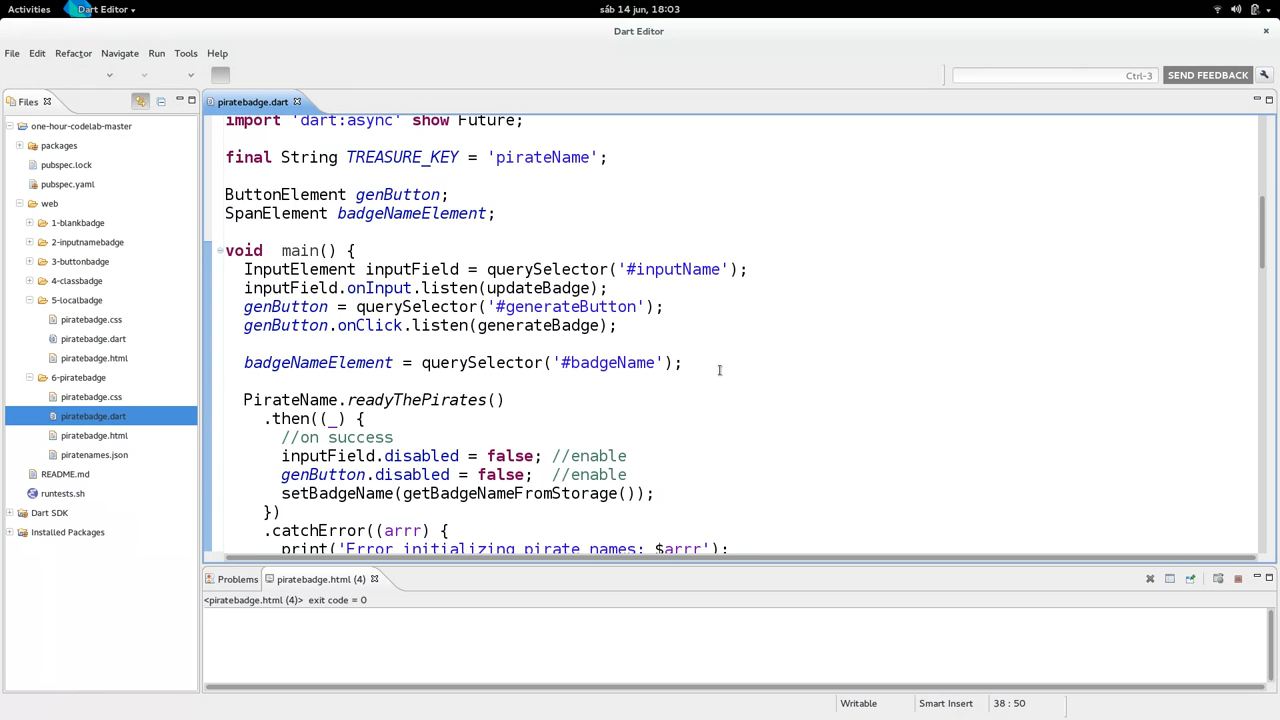 Activities
Dart Editor
sáb 14 jun, 18:03
Dart Editor
File Edit Refactor Navigate Run Tools Help
Ctrl-3
SEND FEEDBACK
Files
one-hour-codelab-master
packages
pubspec.lock
pubspec.yaml
web
1-blankbadge
2-inputnamebadge
3-buttonbadge
4-classbadge
5-localbadge
piratebadge.css
piratebadge.dart
piratebadge.html
6-piratebadge
piratebadge.css
piratebadge.dart
piratebadge.html
piratenames.json
README.md
runtests.sh
Dart SDK
Installed Packages
piratebadge.dart
import 'dart:async' show Future;
final String TREASURE_KEY = 'pirateName';
ButtonElement genButton;
SpanElement badgeNameElement;
void  main() {
InputElement inputField = querySelector('#inputName');
inputField.onInput.listen(updateBadge);
genButton = querySelector('#generateButton');
genButton.onClick.listen(generateBadge);
badgeNameElement = querySelector('#badgeName');
PirateName.readyThePirates()
.then((_) {
//on success
inputField.disabled = false; //enable
genButton.disabled = false;  //enable
setBadgeName(getBadgeNameFromStorage());
})
.catchError((arrr) {
print('Error initializing pirate names: $arrr');
Problems
piratebadge.html (4)
<piratebadge.html (4)>  exit code = 0
Writable
Smart Insert
38 : 50